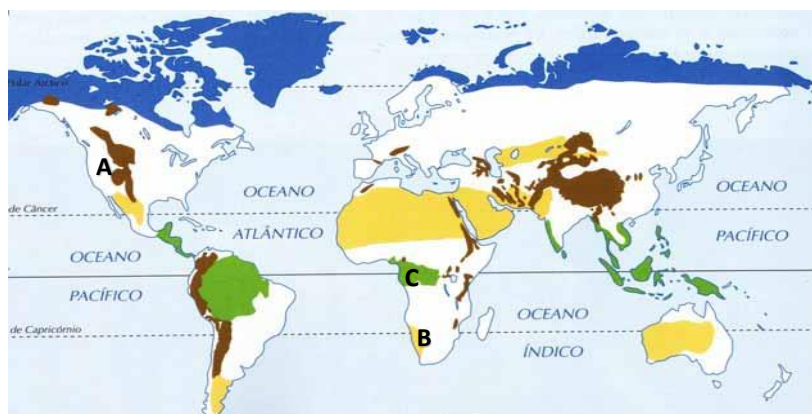 Polar Ártico
A
OCEANO
OCEANO
de Câncer
ATLÂNTICO
PACÍFICO
OCEANO
C
PACÍFICO
OCEANO
de Capricórnio
B
ÍNDICO